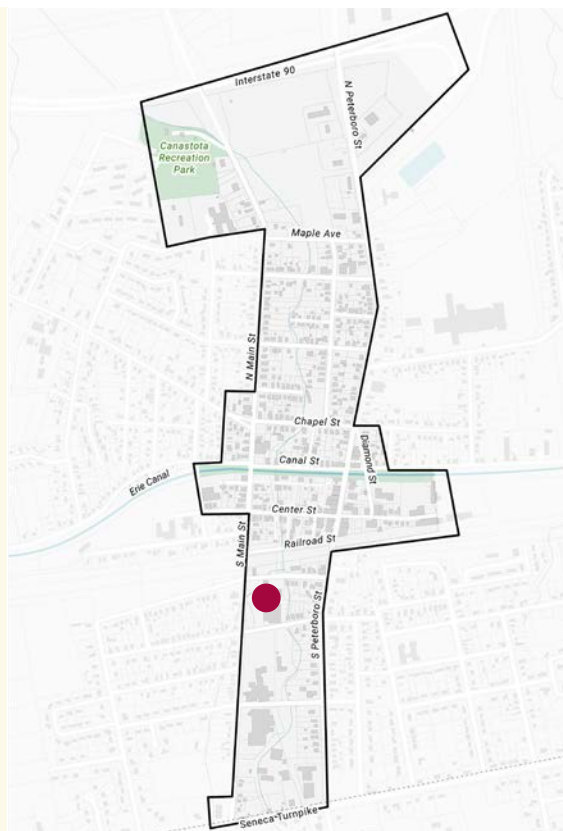 Interstate 90
N Peterboro St
Canastota
Recreation
Park
Maple Ave
N Main St
Chapel St
Diamond St
Canal St
Erie Canal
Center St
S Main St
Railroad St
S Peterboro St
Seneca-Turnpike